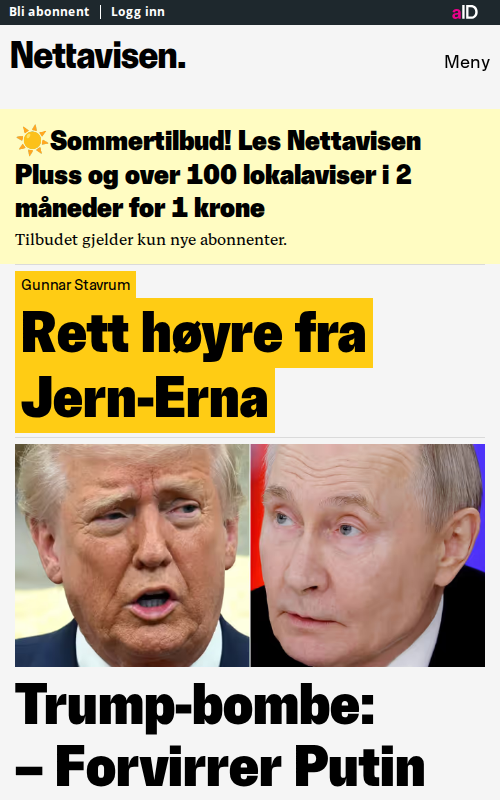 Bli abonnent | Logg inn
aID
Nettavisen.
Meny
☀️Sommertilbud! Les Nettavisen
Pluss og over 100 lokalaviser i 2
måneder for 1 krone
Tilbudet gjelder kun nye abonnenter.
Gunnar Stavrum
Rett høyre fra
Jern-Erna
Trump-bombe:
– Forvirrer Putin